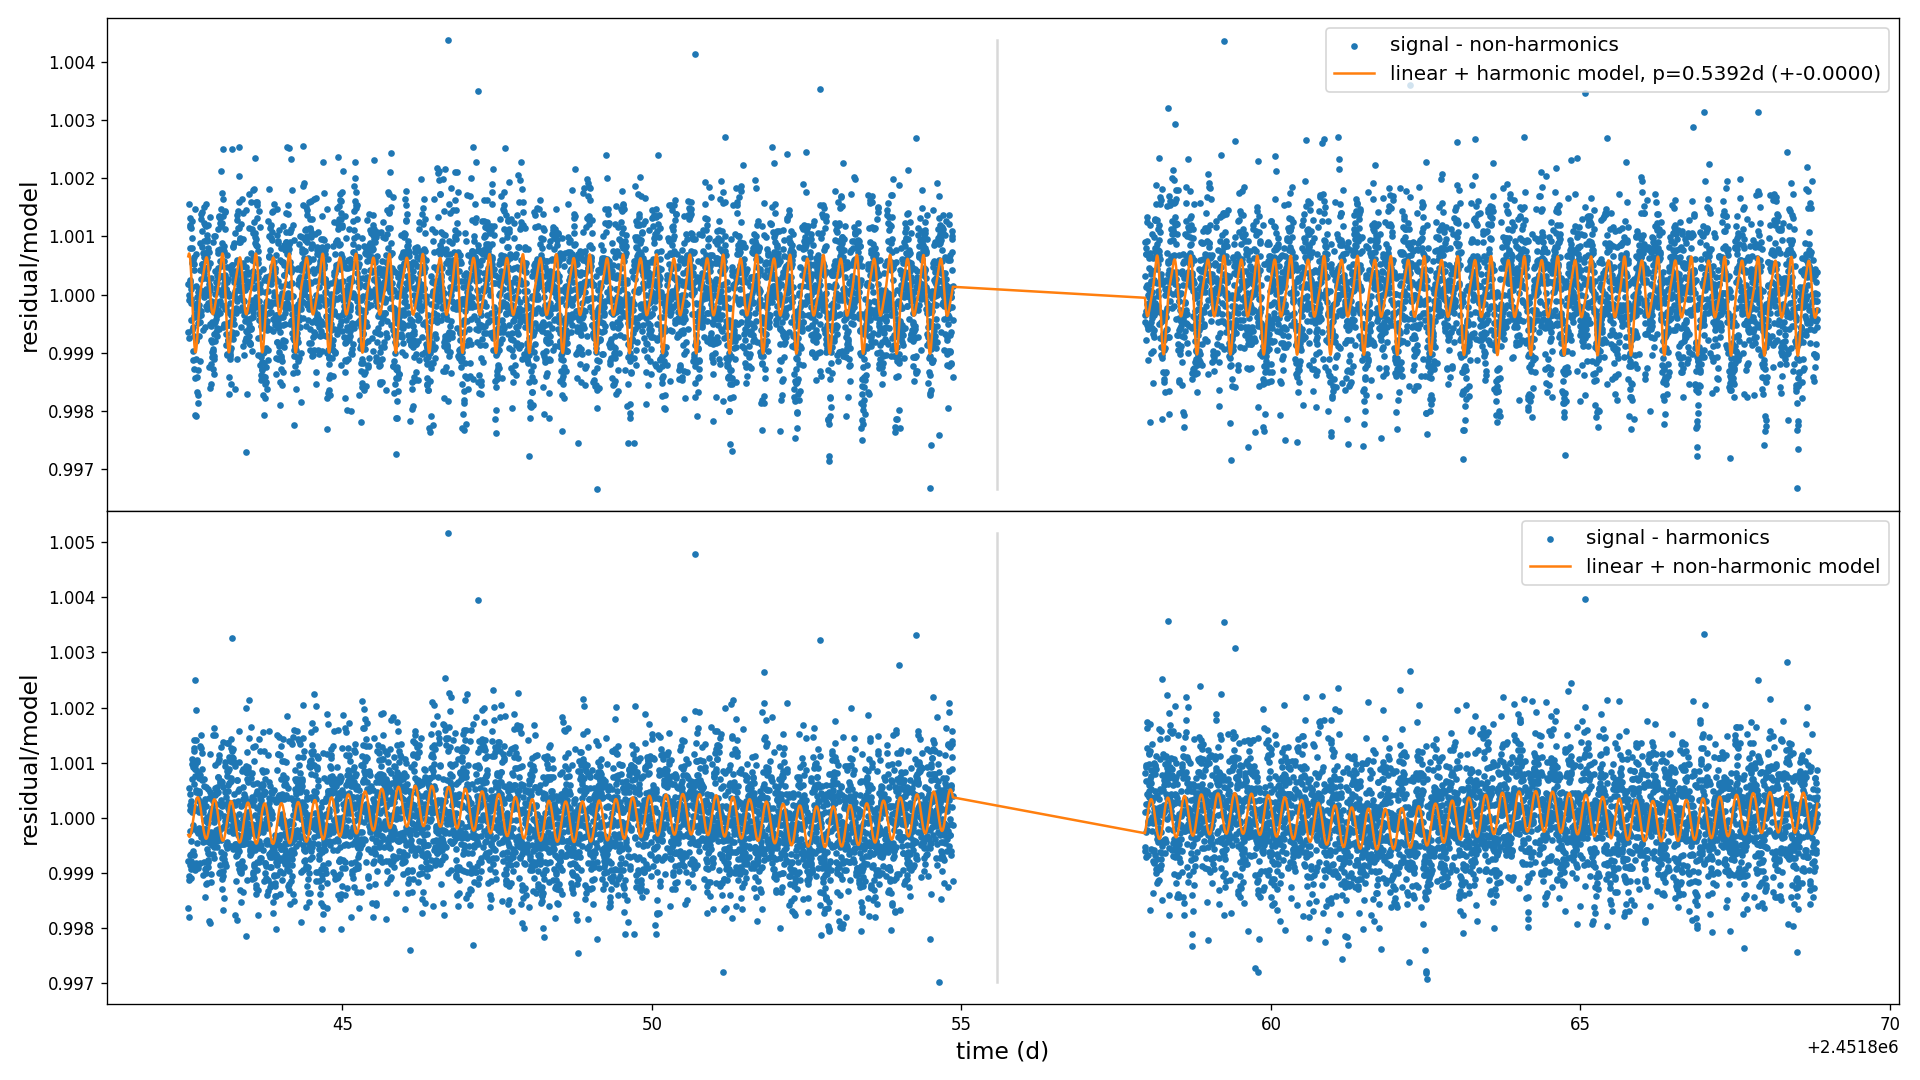 signal - non-harmonics
linear + harmonic model, p=0.5392d (+-0.0000)
1.004
1.003
1.002
1.001
1.000
0.999
0.998
0.997
residual/model
signal - harmonics
linear + non-harmonic model
1.005
1.004
1.003
1.002
1.001
1.000
0.999
0.998
0.997
residual/model
45 50 55 60 65 70
+2.4518e6
time (d)